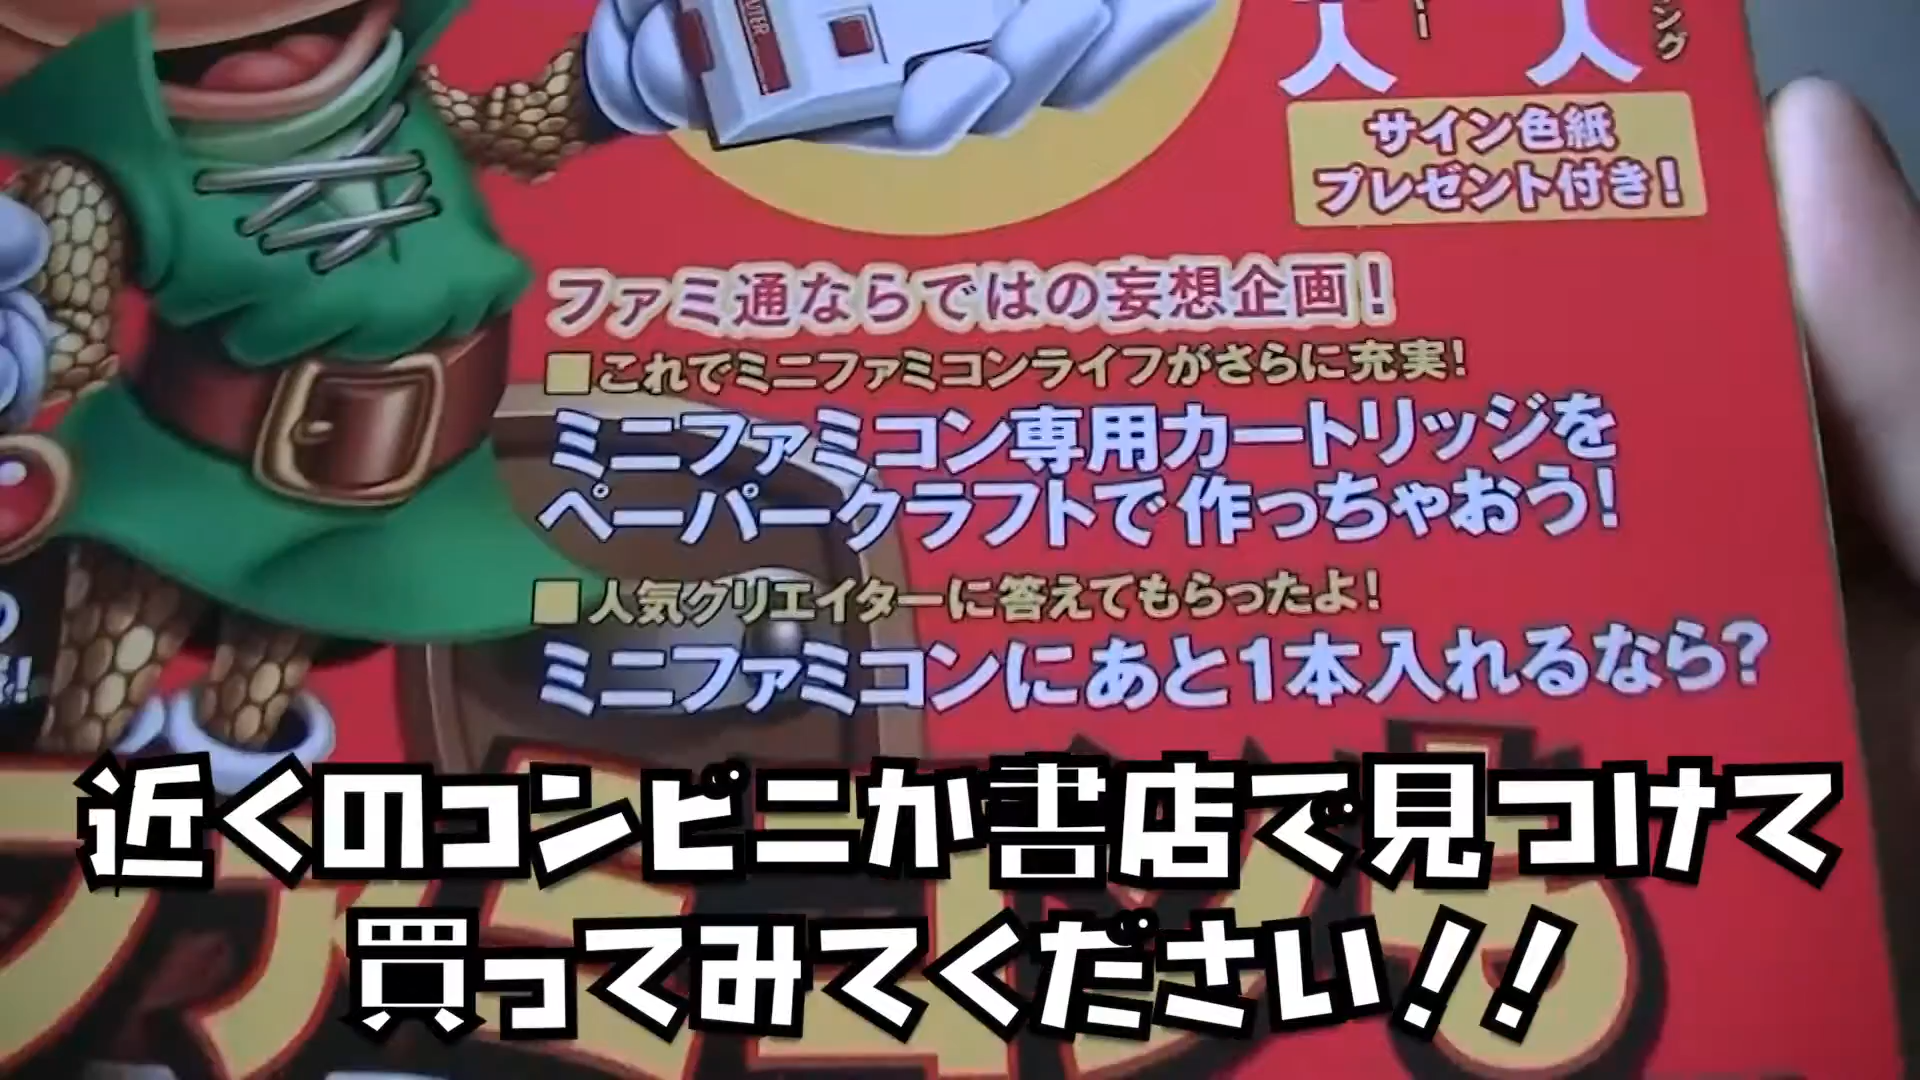 人 人
サイン色紙
プレゼント付き!
ファミ通ならではの妄想企画!
■これでミニファミコンライフがさらに充実!
ミニファミコン専用カートリッジを
ペーパークラフトで作っちゃおう!
■人気クリエイターに答えてもらったよ!
ミニファミコンにあと1本入れるなら?
近くのコンビニか書店で見つけて
買ってみてください!!